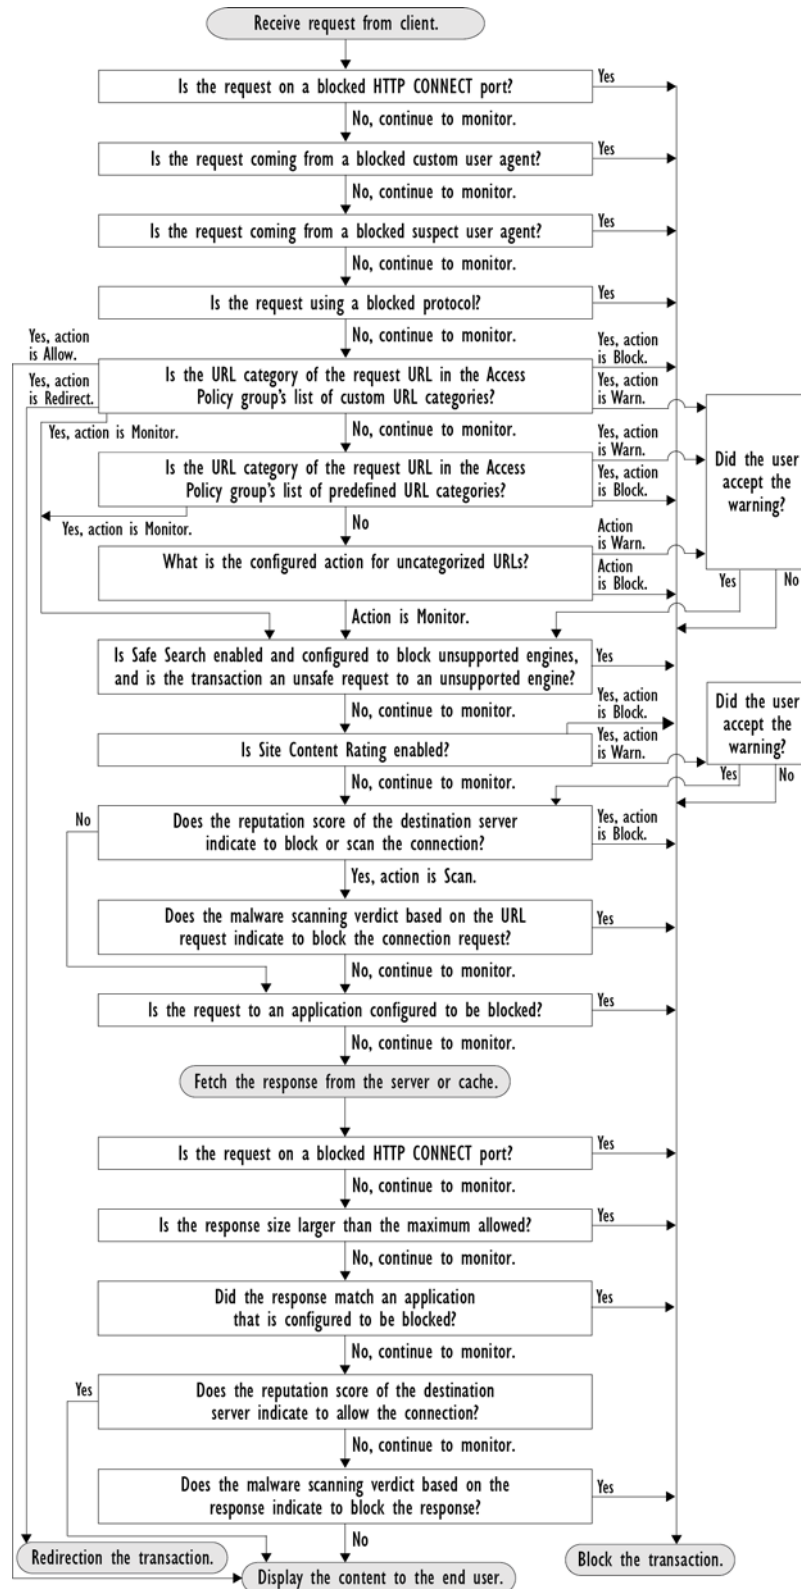 Receive request from client.
Is the request on a blocked HTTP CONNECT port?
Yes
No, continue to monitor.
Is the request coming from a blocked custom user agent?
Yes
No, continue to monitor.
Is the request coming from a blocked suspect user agent?
Yes
No, continue to monitor.
Is the request using a blocked protocol?
Yes
No, continue to monitor.
Yes, action
is Allow.
Yes, action
is Redirect.
Is the URL category of the request URL in the Access
Policy group's list of custom URL categories?
Yes, action
is Block.
Yes, action
is Warn.
Yes, action is Monitor.
No, continue to monitor.
Is the URL category of the request URL in the Access
Policy group's list of predefined URL categories?
Yes, action
is Warn.
Yes, action
is Block.
Did the user
accept the
warning?
Yes, action is Monitor.
No
What is the configured action for uncategorized URLs?
Action
is Warn.
Action
is Block.
Yes
No
Action is Monitor.
Is Safe Search enabled and configured to block unsupported engines,
and is the transaction an unsafe request to an unsupported engine?
Yes
No, continue to monitor.
Yes, action
is Block.
Yes, action
is Warn.
Did the user
accept the
warning?
Is Site Content Rating enabled?
Yes
No
No, continue to monitor.
No
Does the reputation score of the destination server
indicate to block or scan the connection?
Yes, action
is Block.
Yes, action is Scan.
Does the malware scanning verdict based on the URL
request indicate to block the connection request?
Yes
No, continue to monitor.
Is the request to an application configured to be blocked?
Yes
No, continue to monitor.
Fetch the response from the server or cache.
Is the request on a blocked HTTP CONNECT port?
Yes
No, continue to monitor.
Is the response size larger than the maximum allowed?
Yes
No, continue to monitor.
Did the response match an application
that is configured to be blocked?
Yes
No, continue to monitor.
Yes
Does the reputation score of the destination
server indicate to allow the connection?
No, continue to monitor.
Does the malware scanning verdict based on the
response indicate to block the response?
Yes
No
Redirection the transaction.
Display the content to the end user.
Block the transaction.